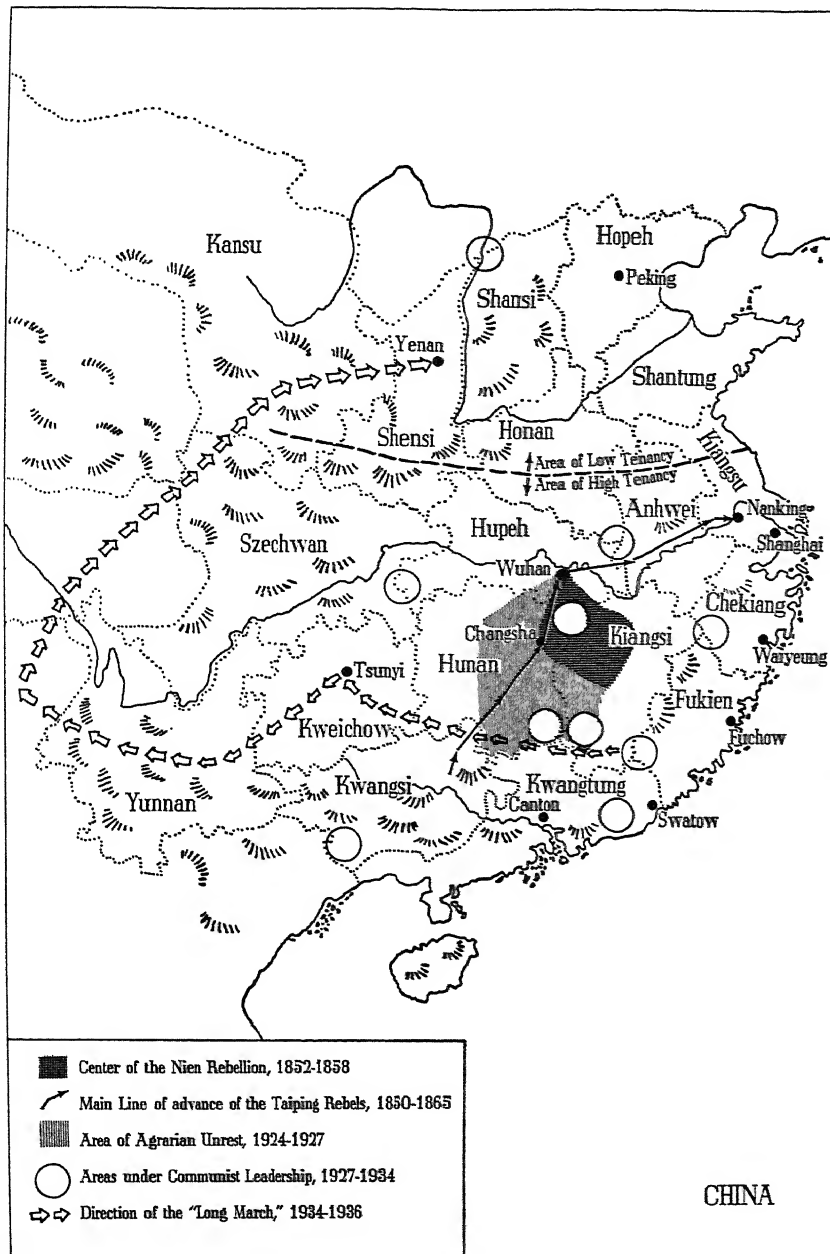 Kansu
Hopeh
Peking
Shansi
Yenan
Shantung
Shensi
Honan
Kiangsu
Area of Low Tenancy
Area of High Tenancy
Anhwei
Nanking
Szechwan
Hupeh
Shanghai
Wuhan
Chekiang
Changsha
Kiangsi
Hunan
Tsunyi
Fukien
Kweichow
Fuchow
Yunnan
Kwangsi
Kwangtung
Canton
Swatow
Center of the Nien Rebellion, 1852-1858
Main Line of advance of the Taiping Rebels, 1850-1865
Area of Agrarian Unrest, 1924-1927
Areas under Communist Leadership, 1927-1934
Direction of the "Long March," 1934-1936
CHINA